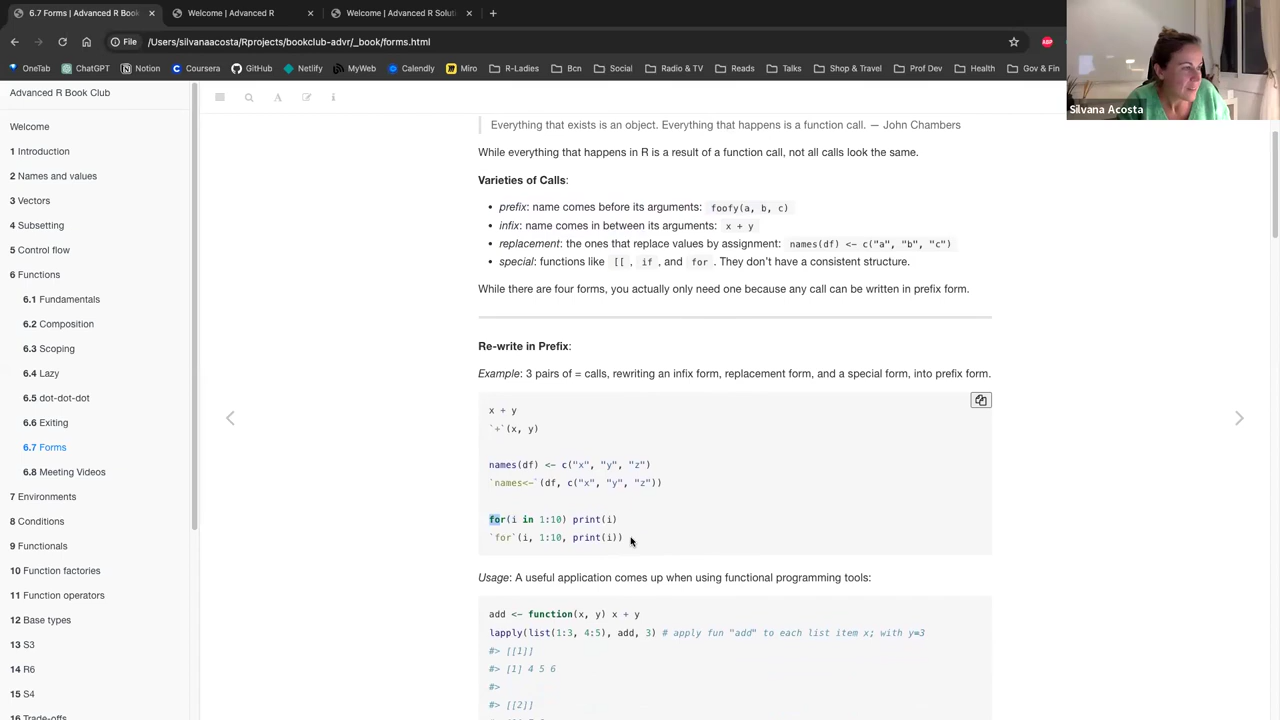 6.7 Forms | Advanced R Book
Welcome | Advanced R
Welcome | Advanced R Soluti
File
/Users/silvanaacosta/Rprojects/bookclub-advr/_book/forms.html
ABP
OneTab
ChatGPT
Notion
Coursera
GitHub
Netlify
MyWeb
Calendly
Miro
R-Ladies
Bcn
Social
Radio & TV
Reads
Talks
Shop & Travel
Prof Dev
Health
Gov & Fin
Silvana Acosta
Advanced R Book Club
Welcome
1 Introduction
2 Names and values
3 Vectors
4 Subsetting
5 Control flow
6 Functions
6.1 Fundamentals
6.2 Composition
6.3 Scoping
6.4 Lazy
6.5 dot-dot-dot
6.6 Exiting
6.7 Forms
6.8 Meeting Videos
7 Environments
8 Conditions
9 Functionals
10 Function factories
11 Function operators
12 Base types
13 S3
14 R6
15 S4
16 Trade-offs
Everything that exists is an object. Everything that happens is a function call. — John Chambers
While everything that happens in R is a result of a function call, not all calls look the same.
Varieties of Calls:
• prefix: name comes before its arguments: foofy(a, b, c)
• infix: name comes in between its arguments: x + y
• replacement: the ones that replace values by assignment: names(df) <- c("a", "b", "c")
• special: functions like [[ , if , and for . They don't have a consistent structure.
While there are four forms, you actually only need one because any call can be written in prefix form.
Re-write in Prefix:
Example: 3 pairs of = calls, rewriting an infix form, replacement form, and a special form, into prefix form.
x + y
`+`(x, y)
names(df) <- c("x", "y", "z")
`names<-`(df, c("x", "y", "z"))
for(i in 1:10) print(i)
`for`(i, 1:10, print(i))
Usage: A useful application comes up when using functional programming tools:
add <- function(x, y) x + y
lapply(list(1:3, 4:5), add, 3) # apply fun "add" to each list item x; with y=3
#> [[1]]
#> [1] 4 5 6
#>
#> [[2]]